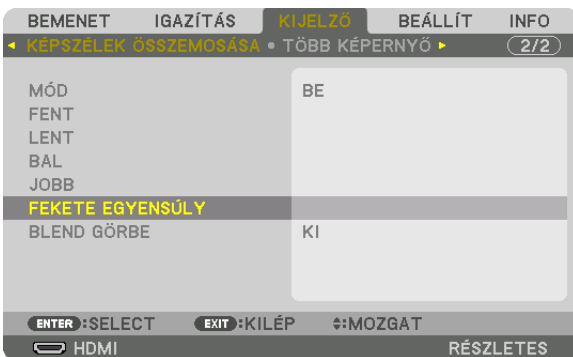 BEMENET IGAZÍTÁS KIJELZŐ BEÁLLÍT INFO
KÉPSZÉLEK ÖSSZEMOSÁSA • TÖBB KÉPERNYŐ 2/2
MÓD BE
FENT
LENT
BAL
JOBB
FEKETE EGYENSÚLY
BLEND GÖRBE KI
ENTER :SELECT EXIT :KILÉP :MOZGAT
HDMI RÉSZLETES